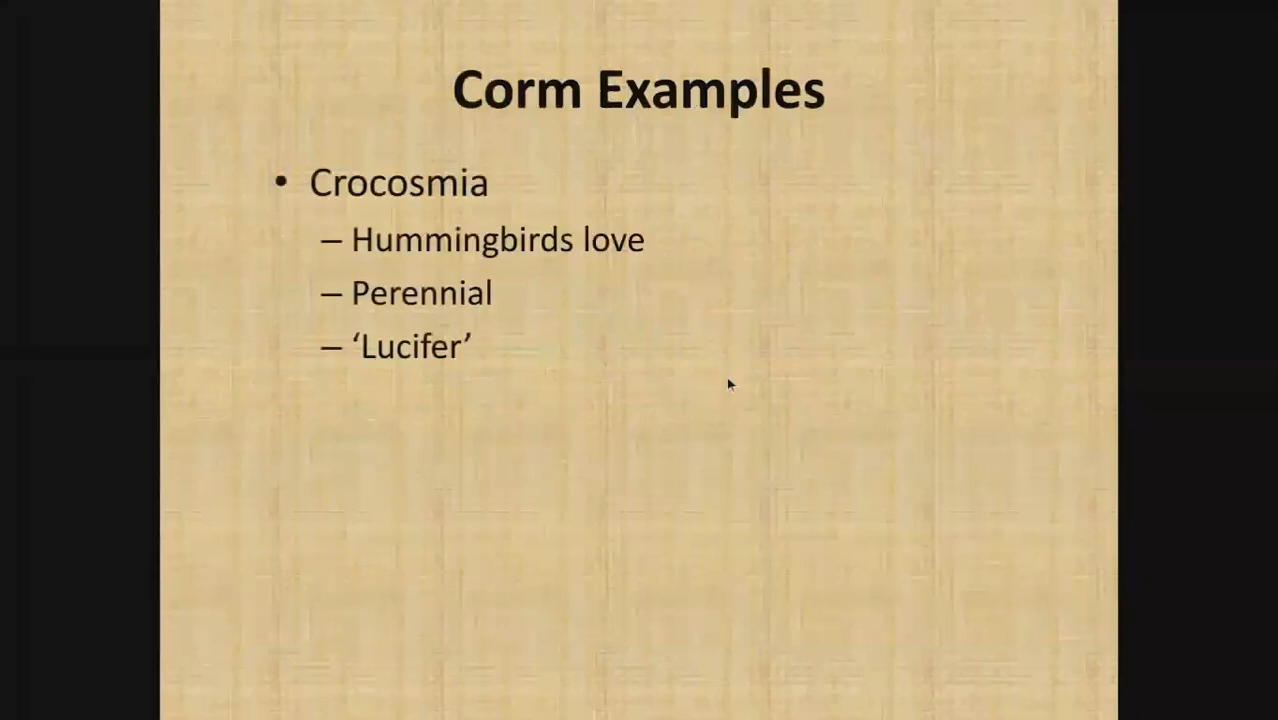 Corm Examples
• Crocosmia
– Hummingbirds love
– Perennial
– ‘Lucifer’